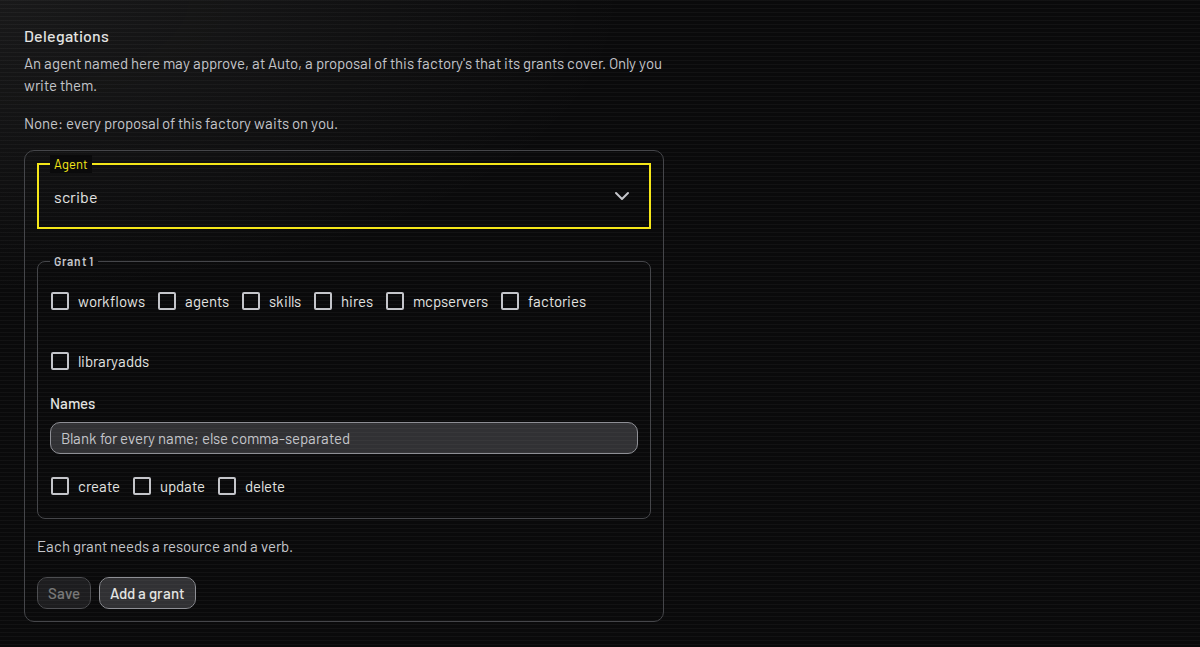 Delegations
An agent named here may approve, at Auto, a proposal of this factory's that its grants cover. Only you
write them.
None: every proposal of this factory waits on you.
Agent
scribe
Grant 1
workflows agents skills hires mcpservers factories
libraryadds
Names
Blank for every name; else comma-separated
create update delete
Each grant needs a resource and a verb.
Save Add a grant